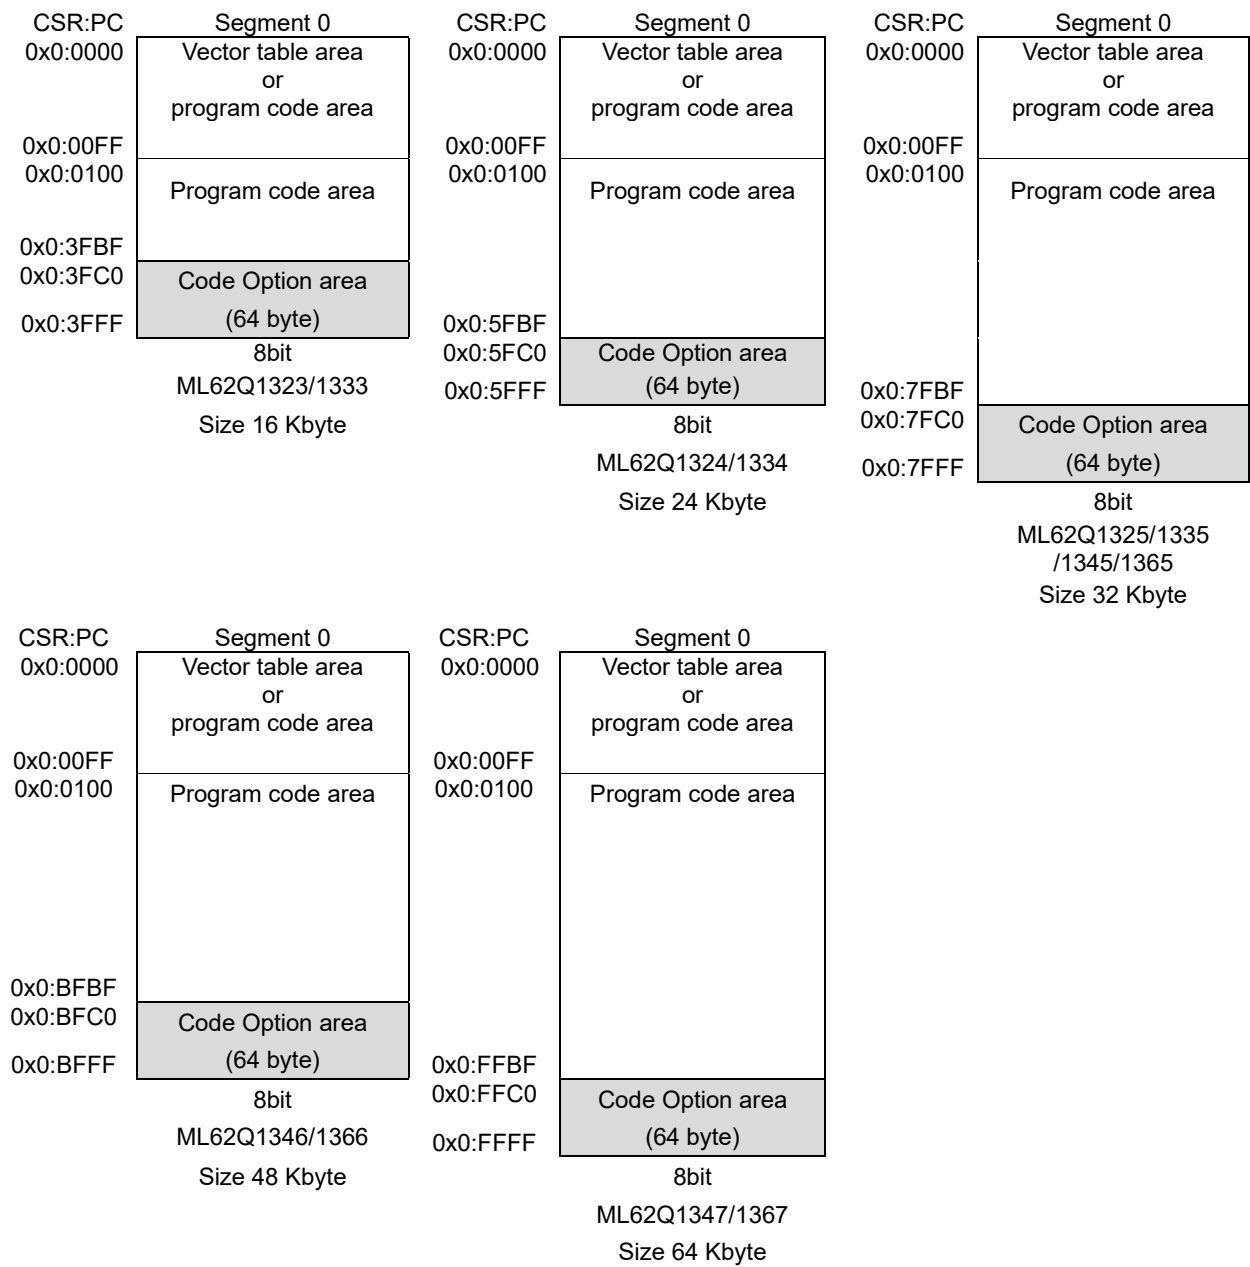 CSR:PC
Segment 0
0x0:0000
Vector table area
or
program code area
0x0:00FF
0x0:0100
Program code area
0x0:3FBF
0x0:3FC0
Code Option area
0x0:3FFF
(64 byte)
8bit
ML62Q1323/1333
Size 16 Kbyte
CSR:PC
Segment 0
0x0:0000
Vector table area
or
program code area
0x0:00FF
0x0:0100
Program code area
0x0:5FBF
0x0:5FC0
Code Option area
0x0:5FFF
(64 byte)
8bit
ML62Q1324/1334
Size 24 Kbyte
CSR:PC
Segment 0
0x0:0000
Vector table area
or
program code area
0x0:00FF
0x0:0100
Program code area
0x0:7FBF
0x0:7FC0
Code Option area
0x0:7FFF
(64 byte)
8bit
ML62Q1325/1335
/1345/1365
Size 32 Kbyte
CSR:PC
Segment 0
0x0:0000
Vector table area
or
program code area
0x0:00FF
0x0:0100
Program code area
0x0:BFBF
0x0:BFC0
Code Option area
0x0:BFFF
(64 byte)
8bit
ML62Q1346/1366
Size 48 Kbyte
CSR:PC
Segment 0
0x0:0000
Vector table area
or
program code area
0x0:00FF
0x0:0100
Program code area
0x0:FFBF
0x0:FFC0
Code Option area
0x0:FFFF
(64 byte)
8bit
ML62Q1347/1367
Size 64 Kbyte